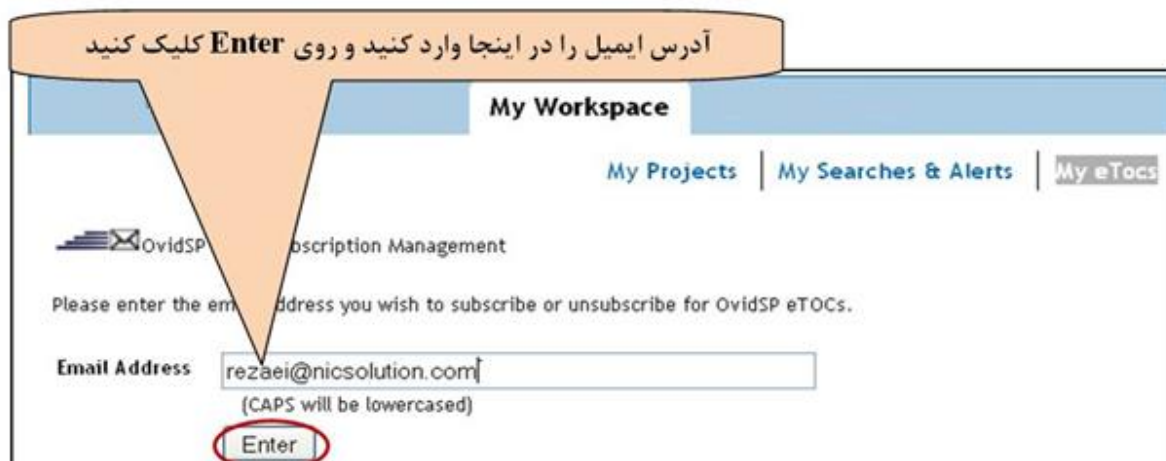 آدرس ایمیل را در اینجا وارد کنید و روی Enter کلیک کنید
My Workspace
My Projects | My Searches & Alerts | My eTocs
OvidSP bscription Management
Please enter the em ddress you wish to subscribe or unsubscribe for OvidSP eTOCs.
Email Address rezaei@nicsolution.com
(CAPS will be lowercased)
Enter